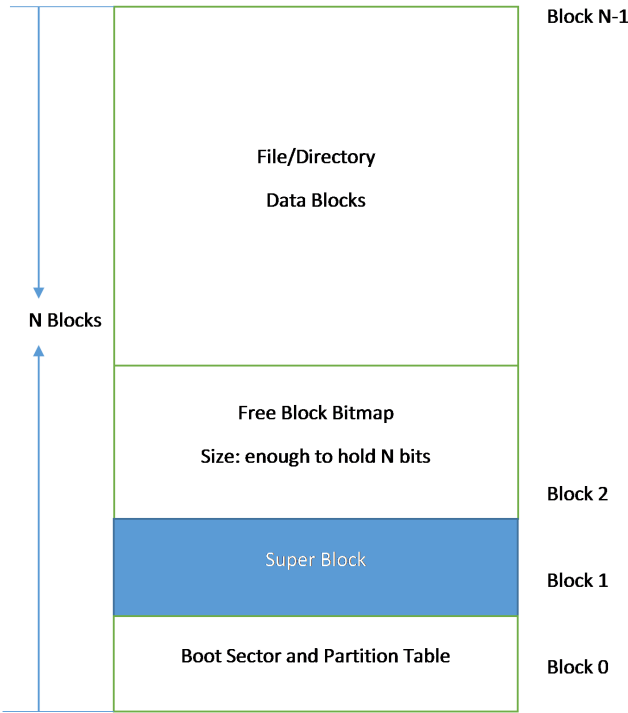 Block N-1
File/Directory
Data Blocks
N Blocks
Free Block Bitmap
Size: enough to hold N bits
Block 2
Super Block
Block 1
Boot Sector and Partition Table
Block 0